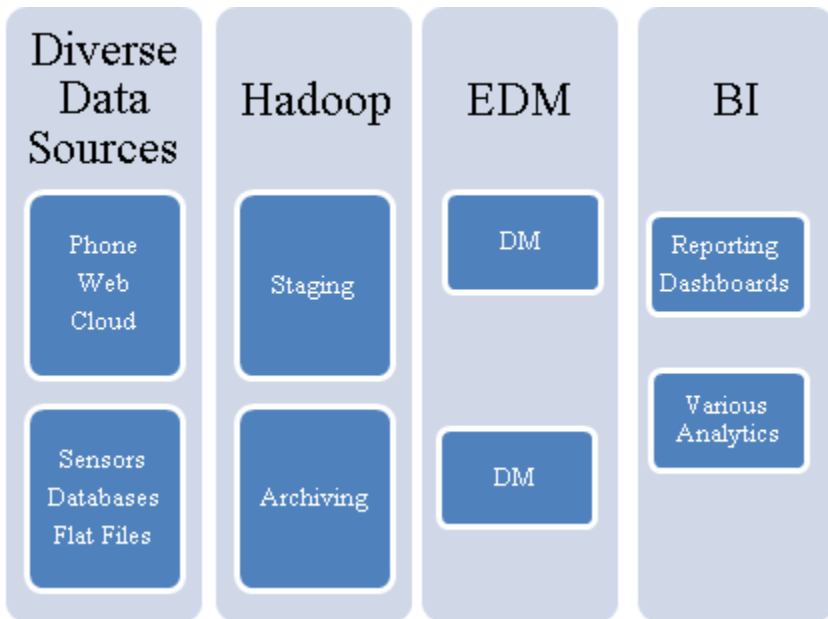 Diverse
Data
Sources
Phone
Web
Cloud
Sensors
Databases
Flat Files
Hadoop
Staging
Archiving
EDM
DM
DM
BI
Reporting
Dashboards
Various
Analytics